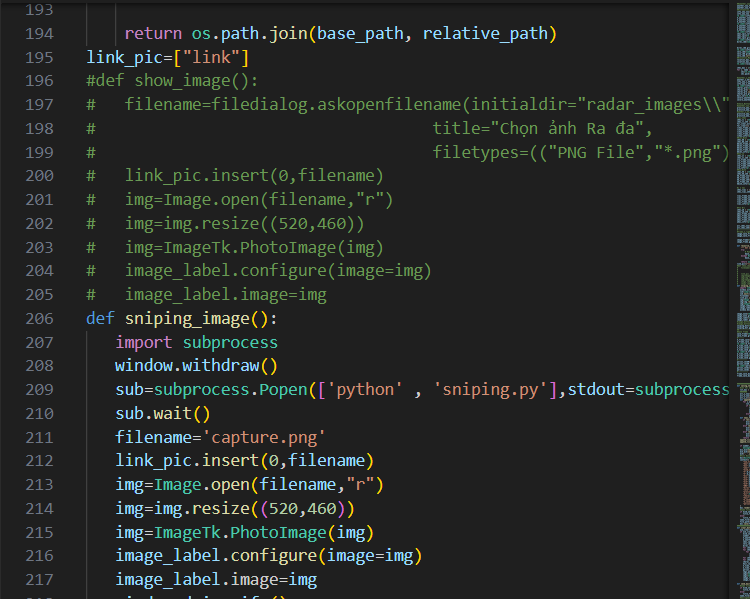 193
194 return os.path.join(base_path, relative_path)
195 link_pic=["link"]
196 #def show_image():
197 #   filename=filedialog.askopenfilename(initialdir="radar_images\\"
198 #                                   title="Chọn ảnh Ra đa",
199 #                                   filetypes=(("PNG File","*.png")
200 #   link_pic.insert(0,filename)
201 #   img=Image.open(filename,"r")
202 #   img=img.resize((520,460))
203 #   img=ImageTk.PhotoImage(img)
204 #   image_label.configure(image=img)
205 #   image_label.image=img
206 def sniping_image():
207    import subprocess
208    window.withdraw()
209    sub=subprocess.Popen(['python' , 'sniping.py'],stdout=subprocess
210    sub.wait()
211    filename='capture.png'
212    link_pic.insert(0,filename)
213    img=Image.open(filename,"r")
214    img=img.resize((520,460))
215    img=ImageTk.PhotoImage(img)
216    image_label.configure(image=img)
217    image_label.image=img